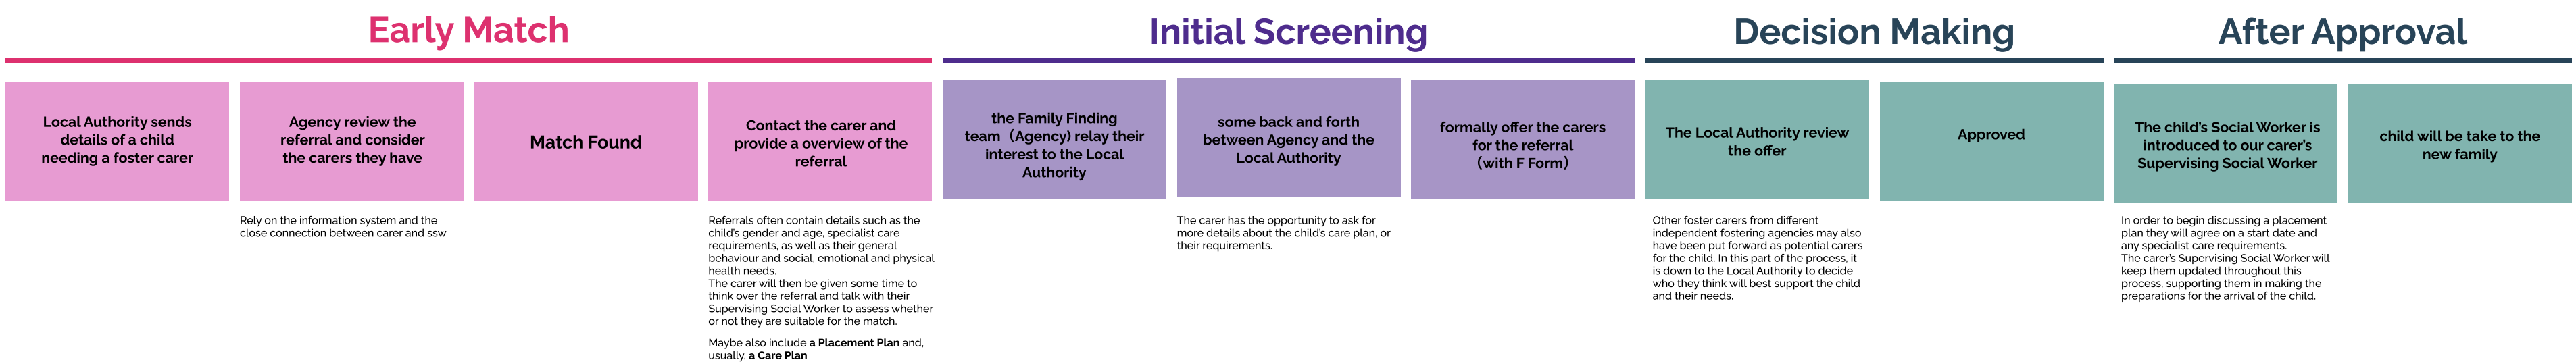 Early Match
Local Authority sends
details of a child
needing a foster carer
Agency review the
referral and consider
the carers they have
Rely on the information system and the
close connection between carer and ssw
Match Found
Contact the carer and
provide a overview of the
referral
Referrals often contain details such as the
child's gender and age, specialist care
requirements, as well as their general
behaviour and social, emotional and physical
health needs.
The carer will then be given some time to
think over the referral and talk with their
Supervising Social Worker to assess whether
or not they are suitable for the match.
Maybe also include a Placement Plan and,
usually, a Care Plan
Initial Screening
the Family Finding
team（Agency) relay their
interest to the Local
Authority
some back and forth
between Agency and the
Local Authority
The carer has the opportunity to ask for
more details about the child's care plan, or
their requirements.
formally offer the carers
for the referral
（with F Form）
Decision Making
The Local Authority review
the offer
Other foster carers from different
independent fostering agencies may also
have been put forward as potential carers
for the child. In this part of the process, it
is down to the Local Authority to decide
who they think will best support the child
and their needs.
Approved
After Approval
The child's Social Worker is
introduced to our carer's
Supervising Social Worker
In order to begin discussing a placement
plan they will agree on a start date and
any specialist care requirements.
The carer's Supervising Social Worker will
keep them updated throughout this
process, supporting them in making the
preparations for the arrival of the child.
child will be take to the
new family